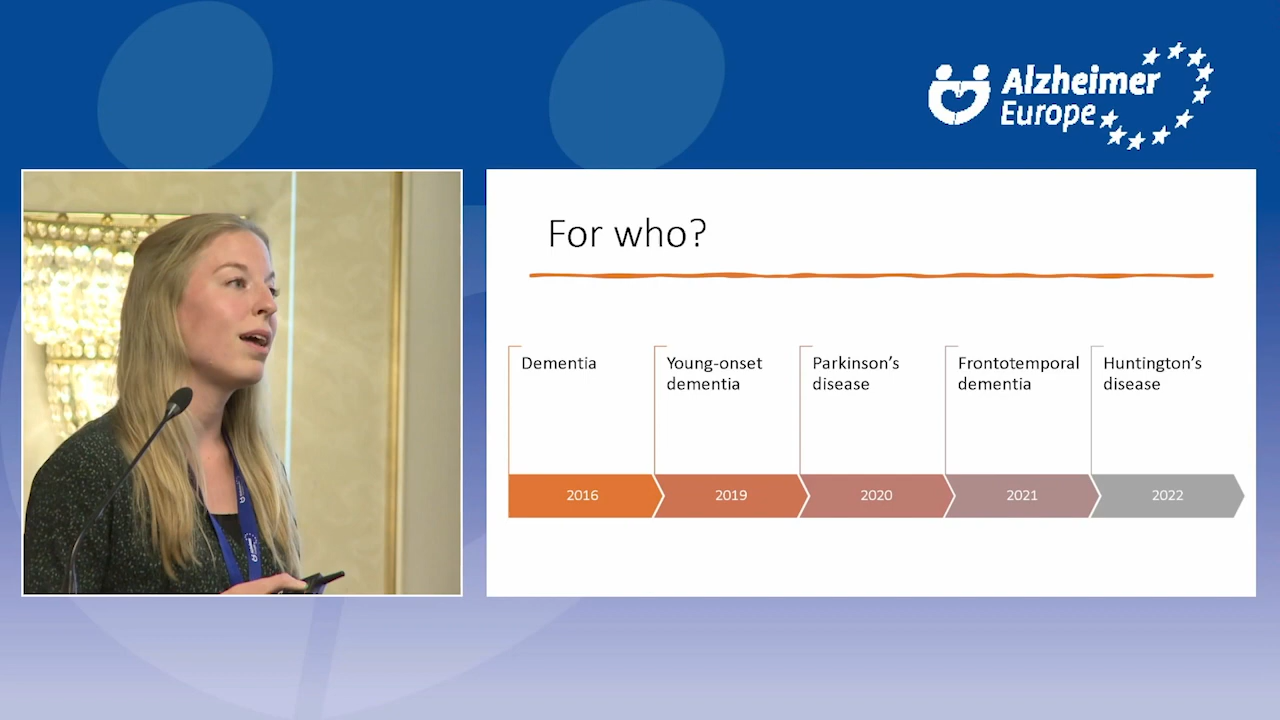 Alzheimer
Europe
For who?
Dementia
Young-onset
dementia
Parkinson’s
disease
Frontotemporal
dementia
Huntington’s
disease
2016
2019
2020
2021
2022